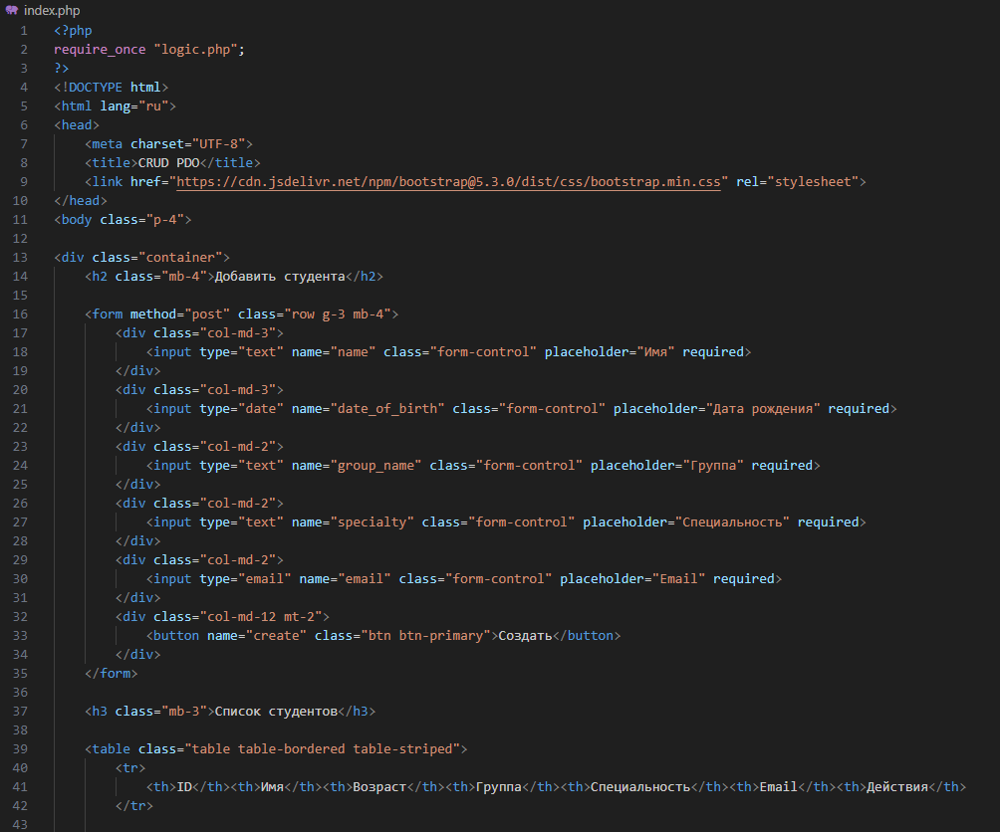 index.php
1 <?php
2 require_once "logic.php";
3 ?>
4 <!DOCTYPE html>
5 <html lang="ru">
6 <head>
7     <meta charset="UTF-8">
8     <title>CRUD PDO</title>
9     <link href="https://cdn.jsdelivr.net/npm/bootstrap@5.3.0/dist/css/bootstrap.min.css" rel="stylesheet">
10 </head>
11 <body class="p-4">
12
13 <div class="container">
14     <h2 class="mb-4">Добавить студента</h2>
15
16     <form method="post" class="row g-3 mb-4">
17         <div class="col-md-3">
18             <input type="text" name="name" class="form-control" placeholder="Имя" required>
19         </div>
20         <div class="col-md-3">
21             <input type="date" name="date_of_birth" class="form-control" placeholder="Дата рождения" required>
22         </div>
23         <div class="col-md-2">
24             <input type="text" name="group_name" class="form-control" placeholder="Группа" required>
25         </div>
26         <div class="col-md-2">
27             <input type="text" name="specialty" class="form-control" placeholder="Специальность" required>
28         </div>
29         <div class="col-md-2">
30             <input type="email" name="email" class="form-control" placeholder="Email" required>
31         </div>
32         <div class="col-md-12 mt-2">
33             <button name="create" class="btn btn-primary">Создать</button>
34         </div>
35     </form>
36
37     <h3 class="mb-3">Список студентов</h3>
38
39     <table class="table table-bordered table-striped">
40         <tr>
41             <th>ID</th><th>Имя</th><th>Возраст</th><th>Группа</th><th>Специальность</th><th>Email</th><th>Действия</th>
42         </tr>
43